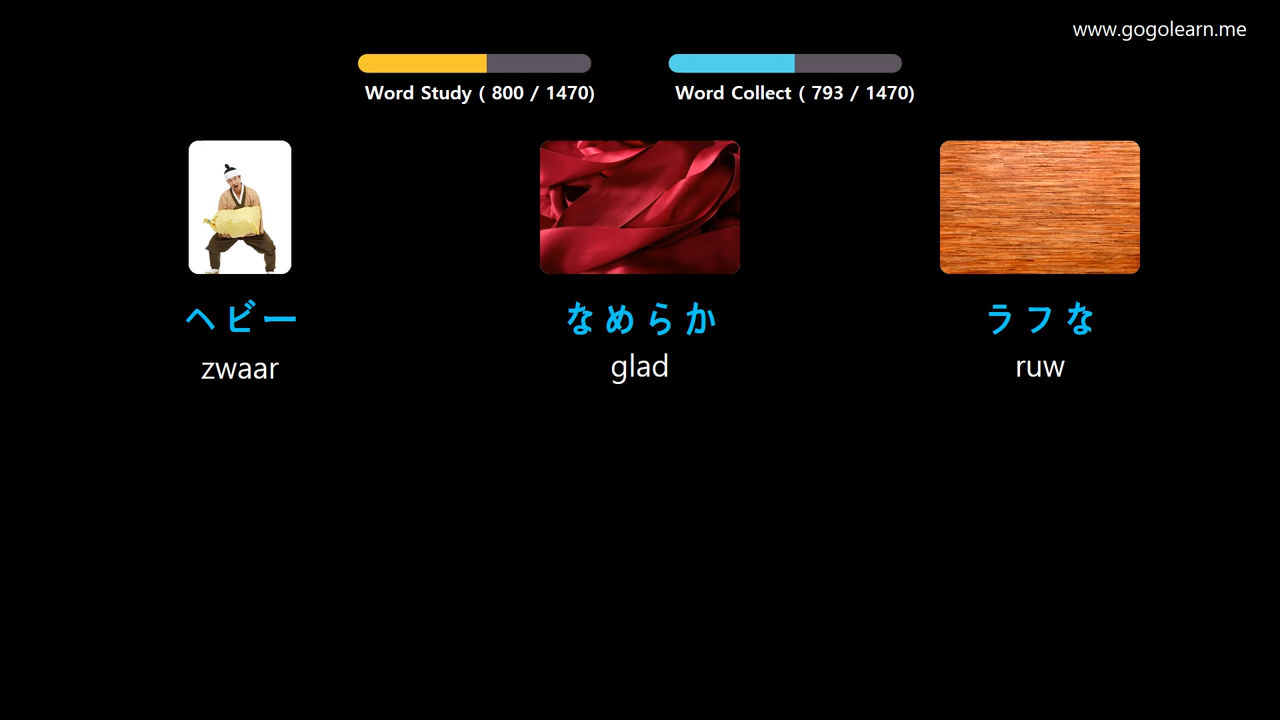 www.gogolearn.me
Word Study ( 800 / 1470)
Word Collect ( 793 / 1470)
ヘビー
なめらか
ラフな
zwaar
glad
ruw